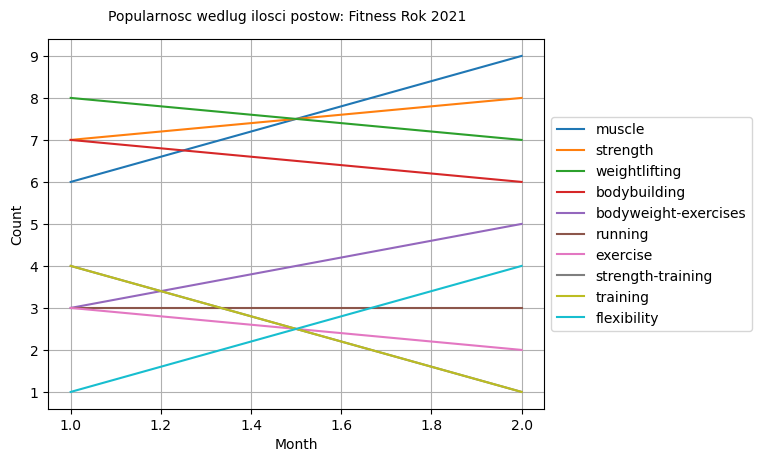 Popularnosc wedlug ilosci postow: Fitness Rok 2021
9
8
7
6
5
4
3
2
1
Count
1.0 1.2 1.4 1.6 1.8 2.0
Month
muscle
strength
weightlifting
bodybuilding
bodyweight-exercises
running
exercise
strength-training
training
flexibility